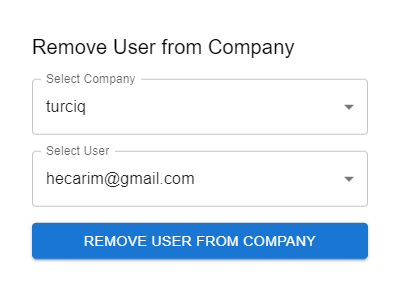 Remove User from Company
Select Company
turciq
Select User
hecarim@gmail.com
REMOVE USER FROM COMPANY